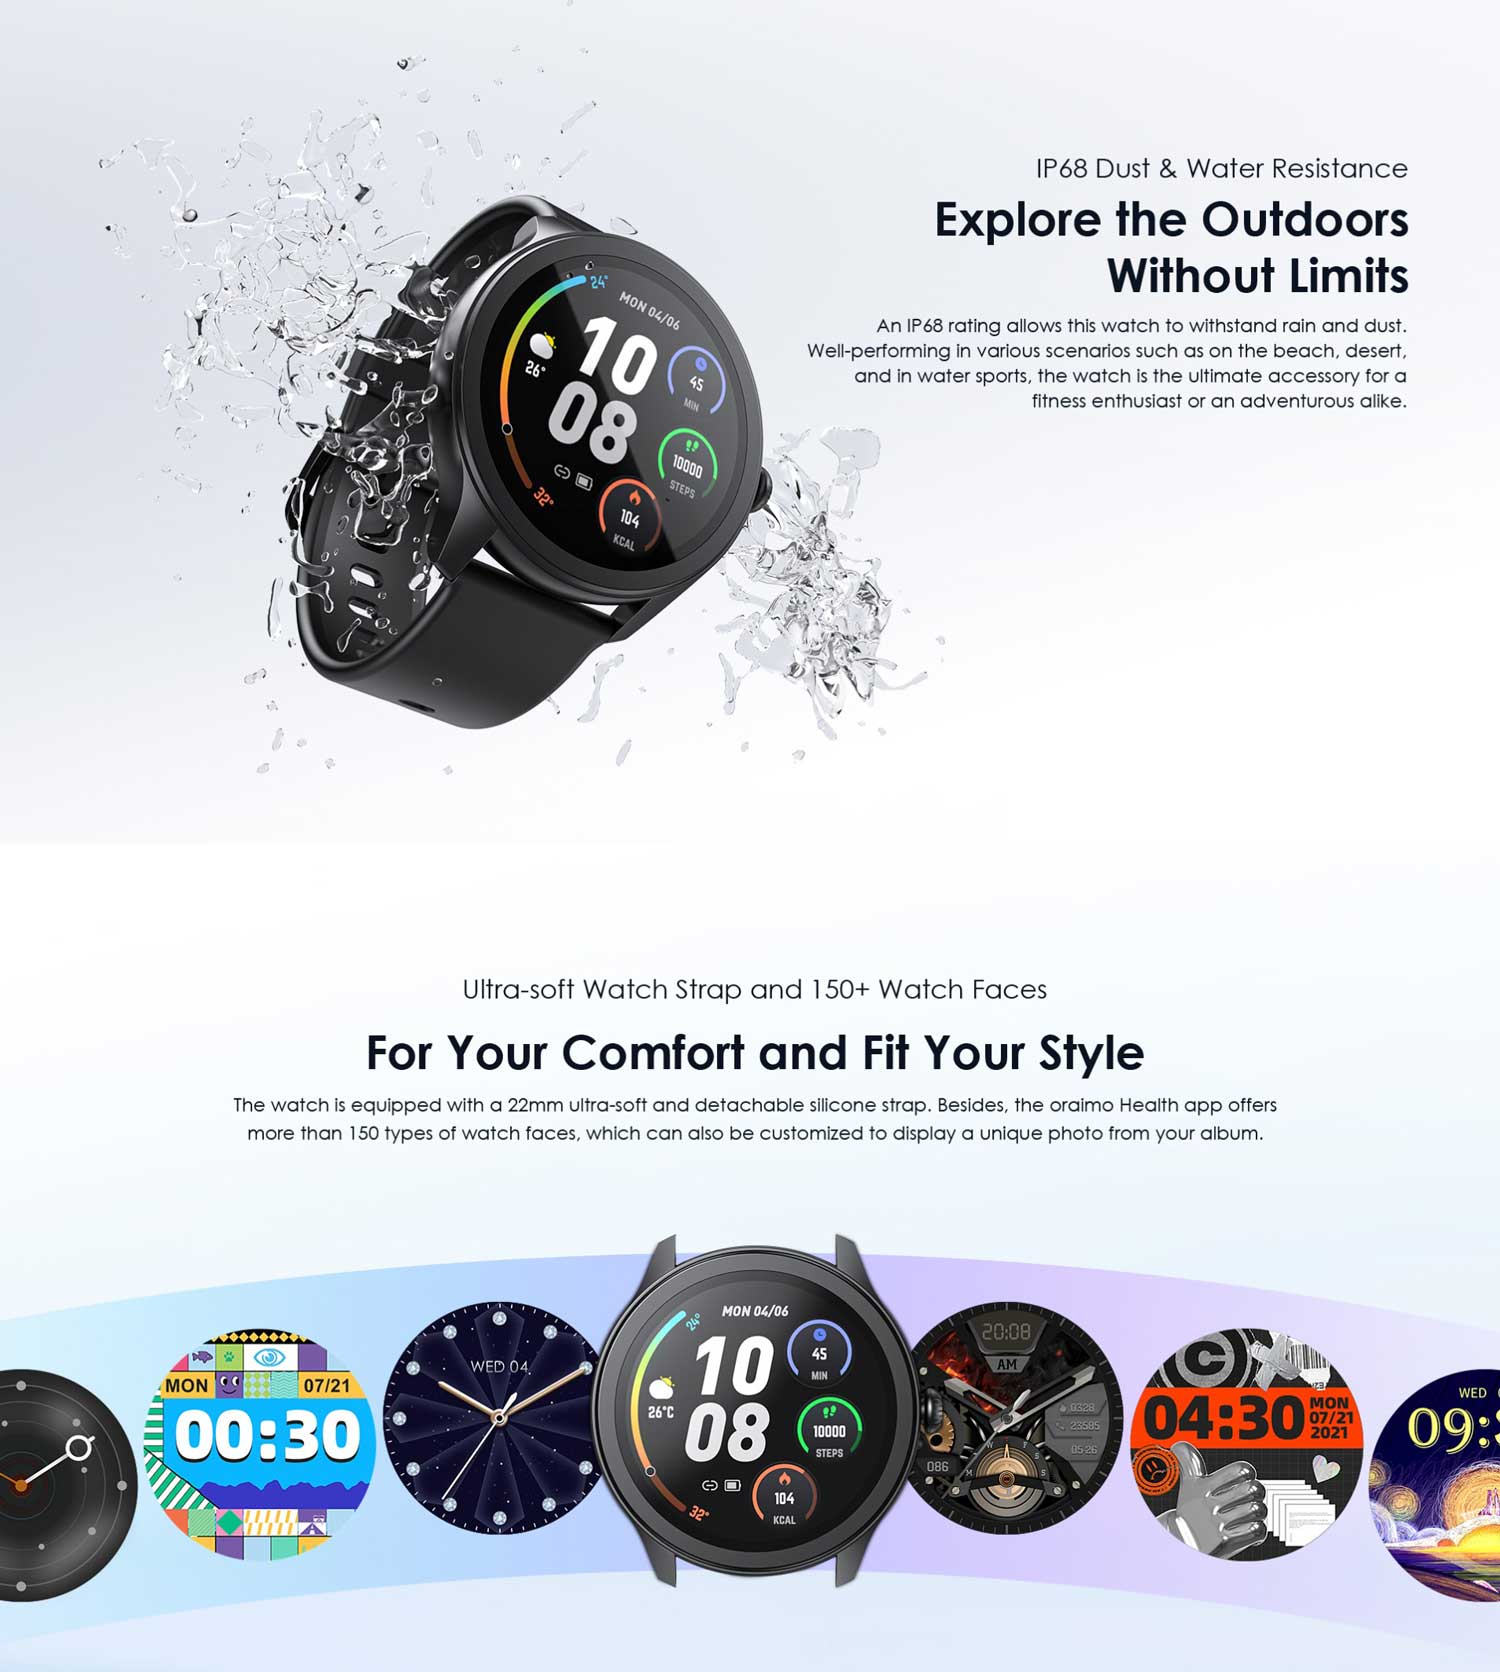 IP68 Dust & Water Resistance
Explore the Outdoors
Without Limits
An IP68 rating allows this watch to withstand rain and dust.
Well-performing in various scenarios such as on the beach, desert,
and in water sports, the watch is the ultimate accessory for a
fitness enthusiast or an adventurous alike.
24°
MON 04/06
10
08
26°
45
MIN
10000
STEPS
32°
104
KCAL
Ultra-soft Watch Strap and 150+ Watch Faces
For Your Comfort and Fit Your Style
The watch is equipped with a 22mm ultra-soft and detachable silicone strap. Besides, the oraimo Health app offers
more than 150 types of watch faces, which can also be customized to display a unique photo from your album.
MON 07/21
00:30
WED 04
MON 04/06
24°
10
08
26°C
45
MIN
10000
STEPS
32°
104
KCAL
20:08
AM
0328
23585
05 26
086
W F
M S
C
04:30
MON
07/21
2021
WED
09: